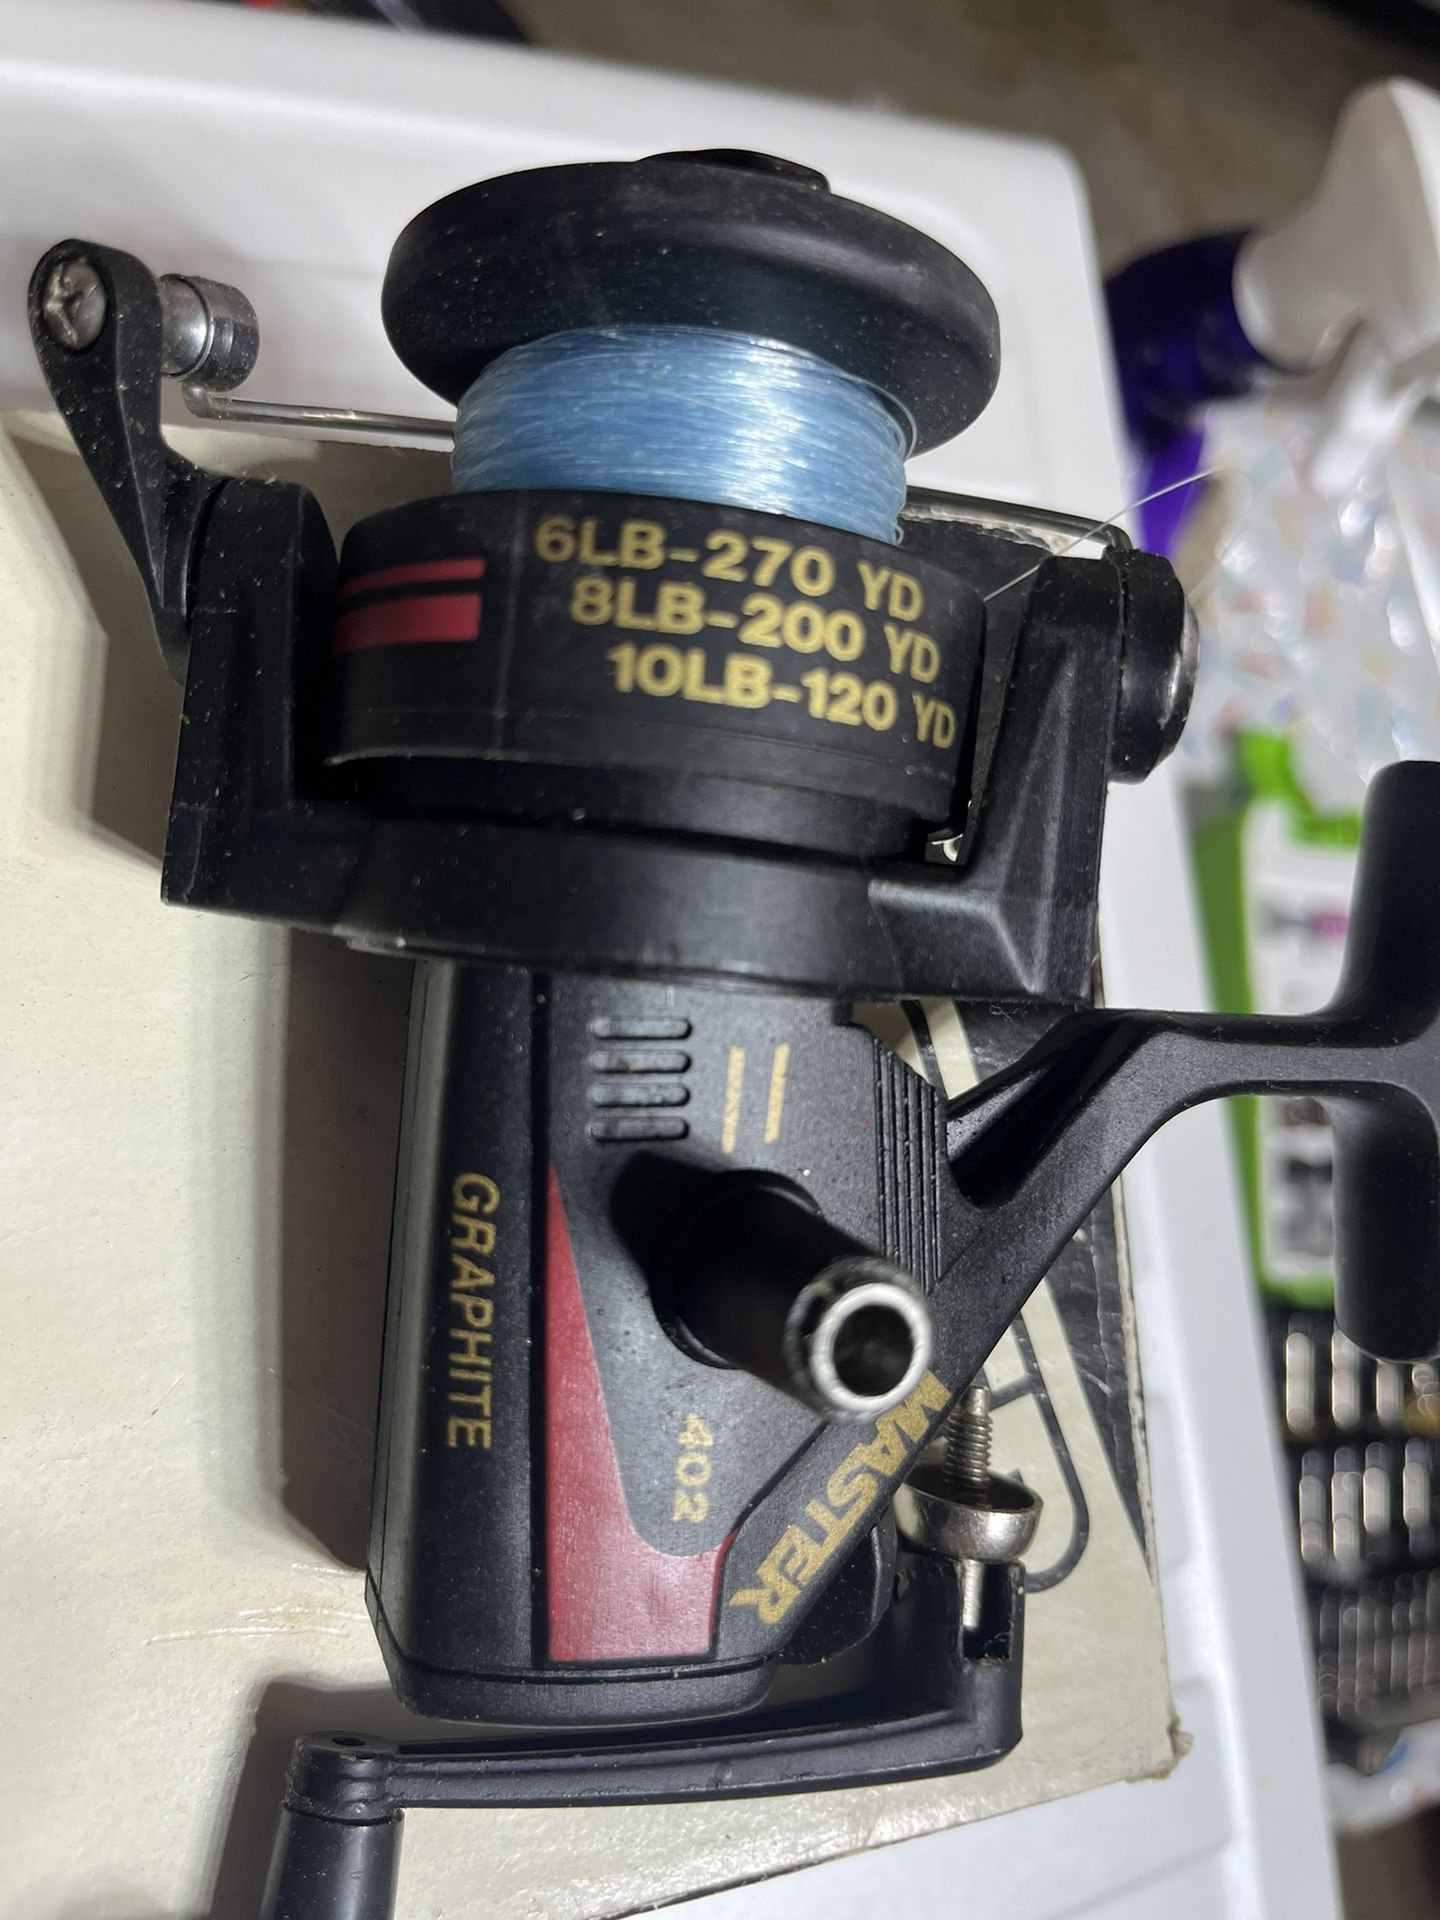 6LB-270 YD
8LB-200 YD
10LB-120 YD
GRAPHITE
402
MASTER